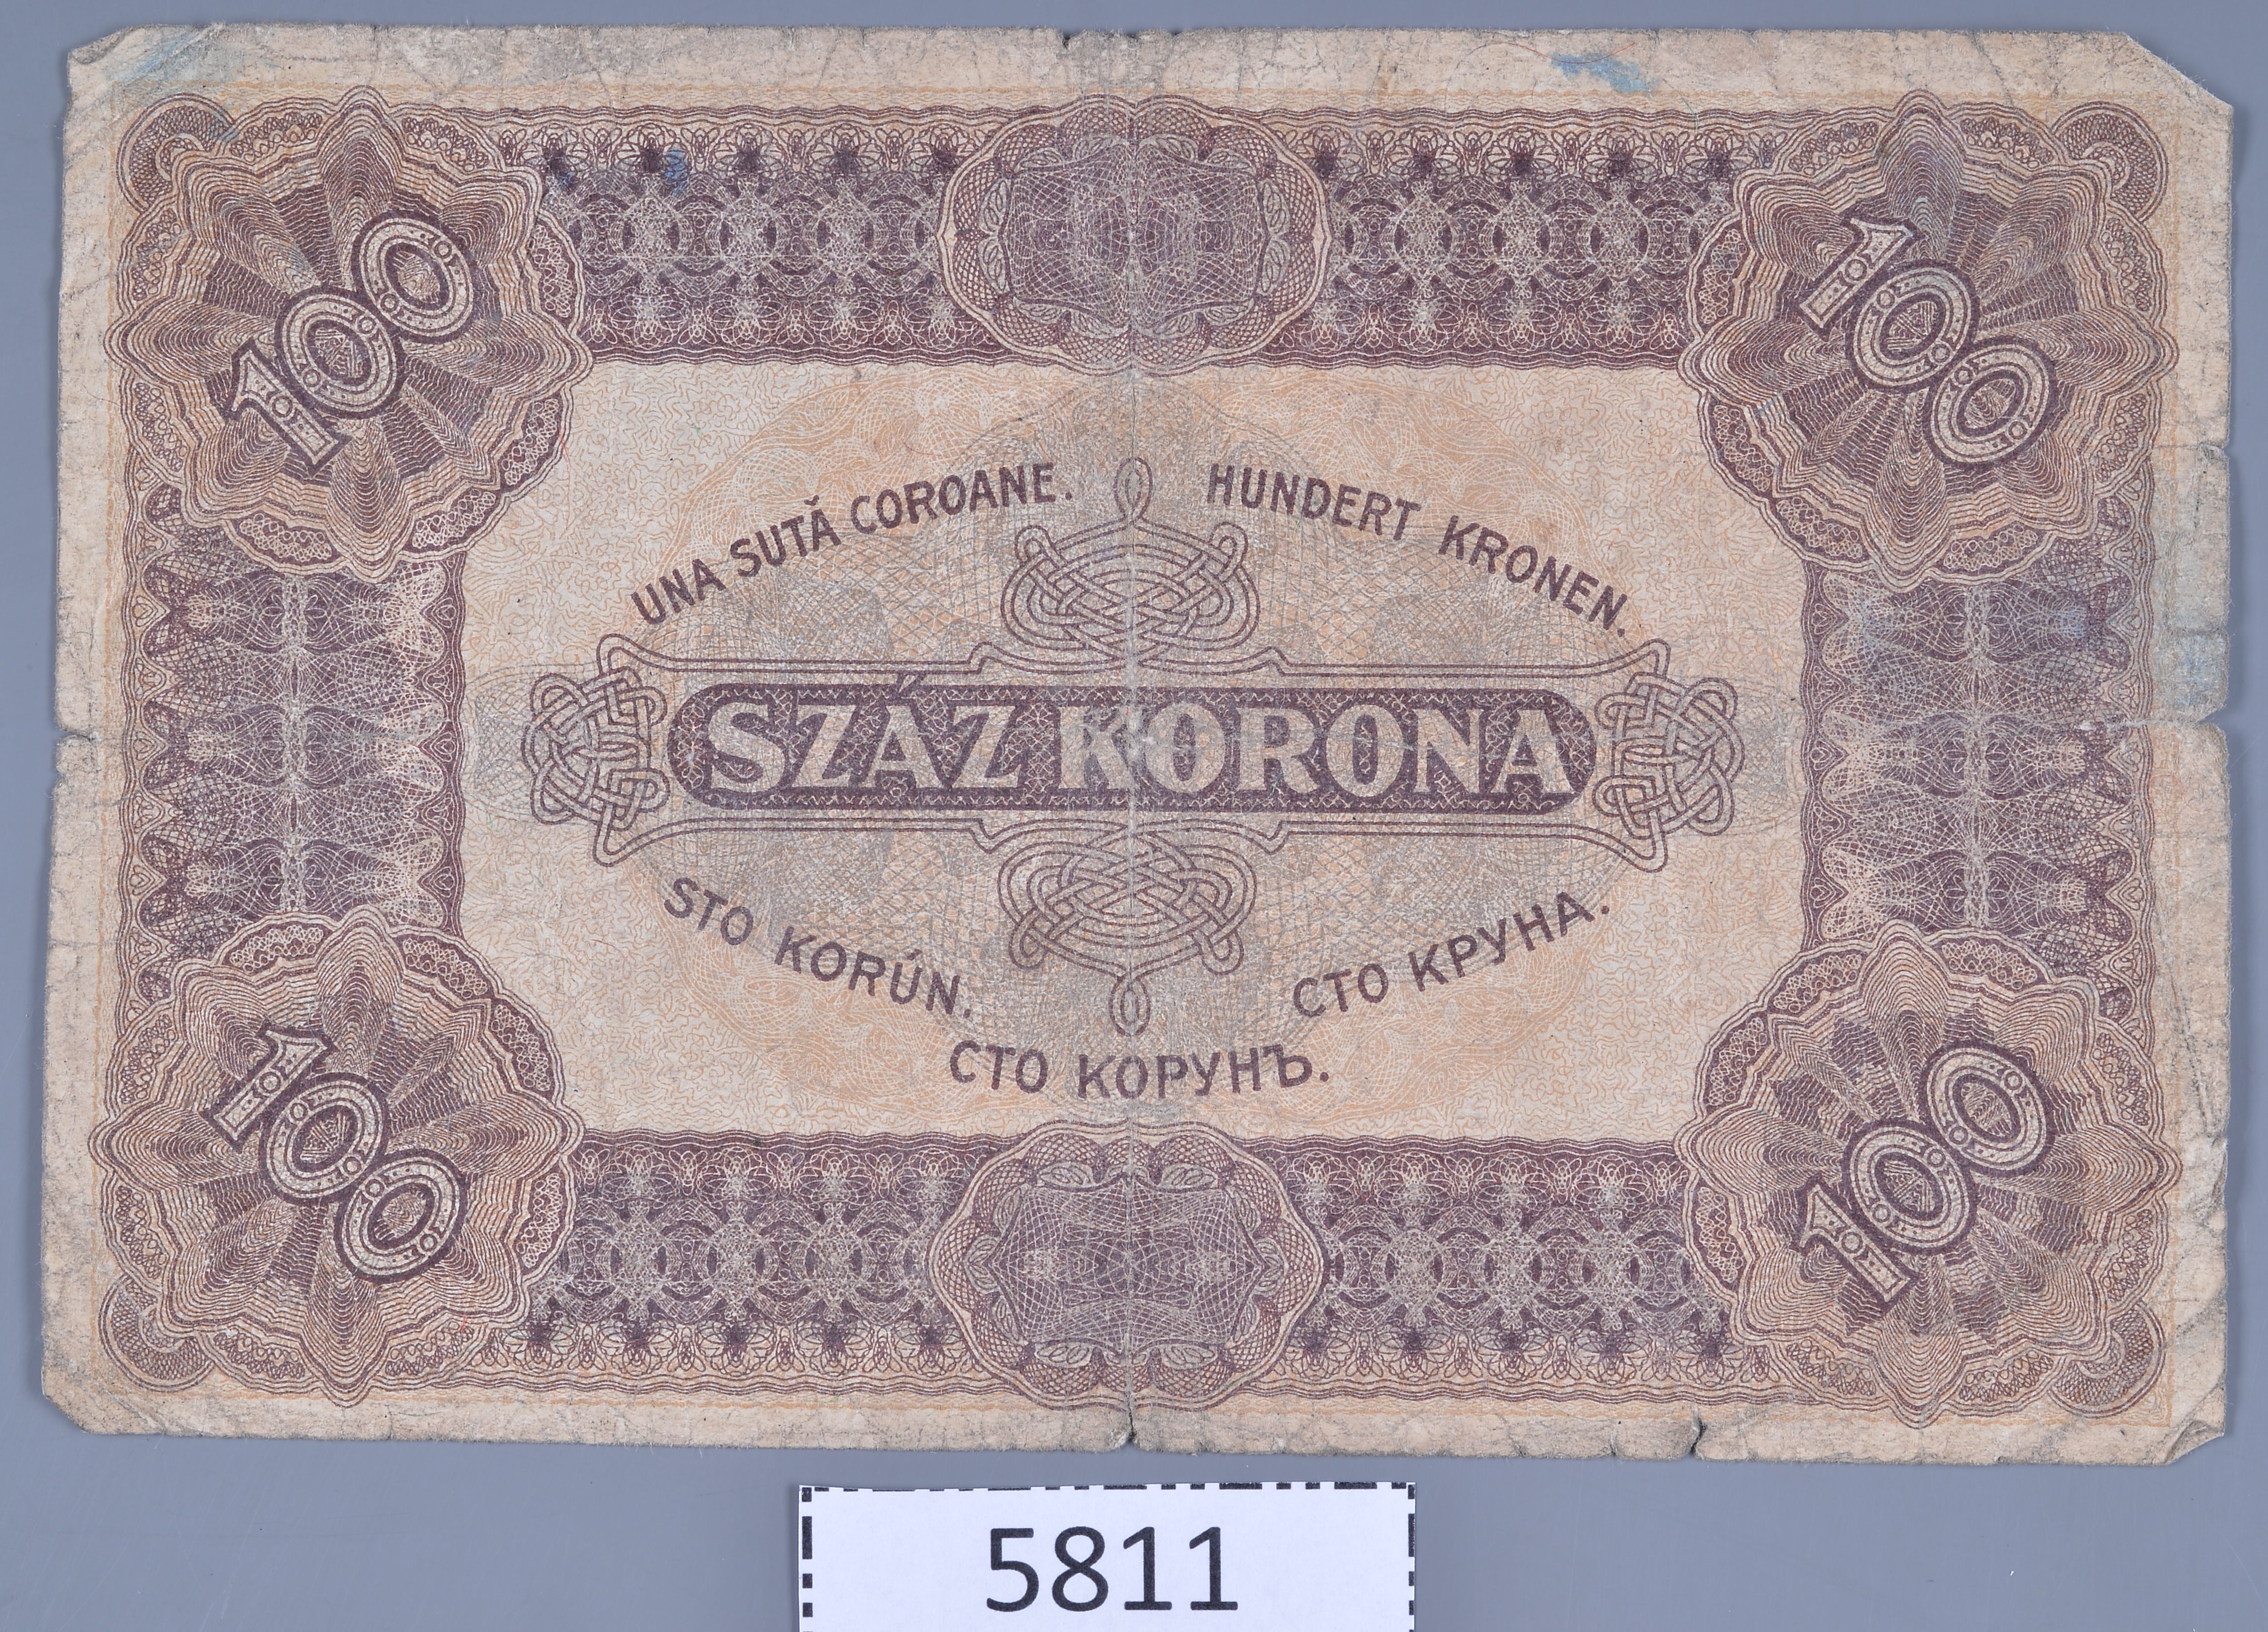 100
100
UNA SUTĂ COROANE.
HUNDERT KRONEN.
SZÁZ KORONA
STO KORÚN.
СТО КРУНА.
СТО КОРУНЪ.
100
100
5811